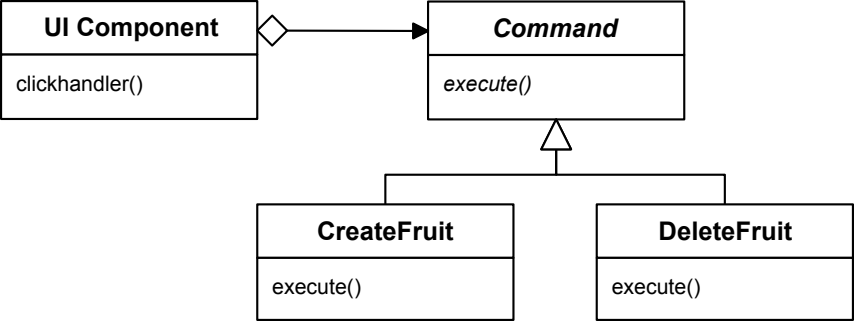 UI Component
clickhandler()
Command
execute()
CreateFruit
execute()
DeleteFruit
execute()